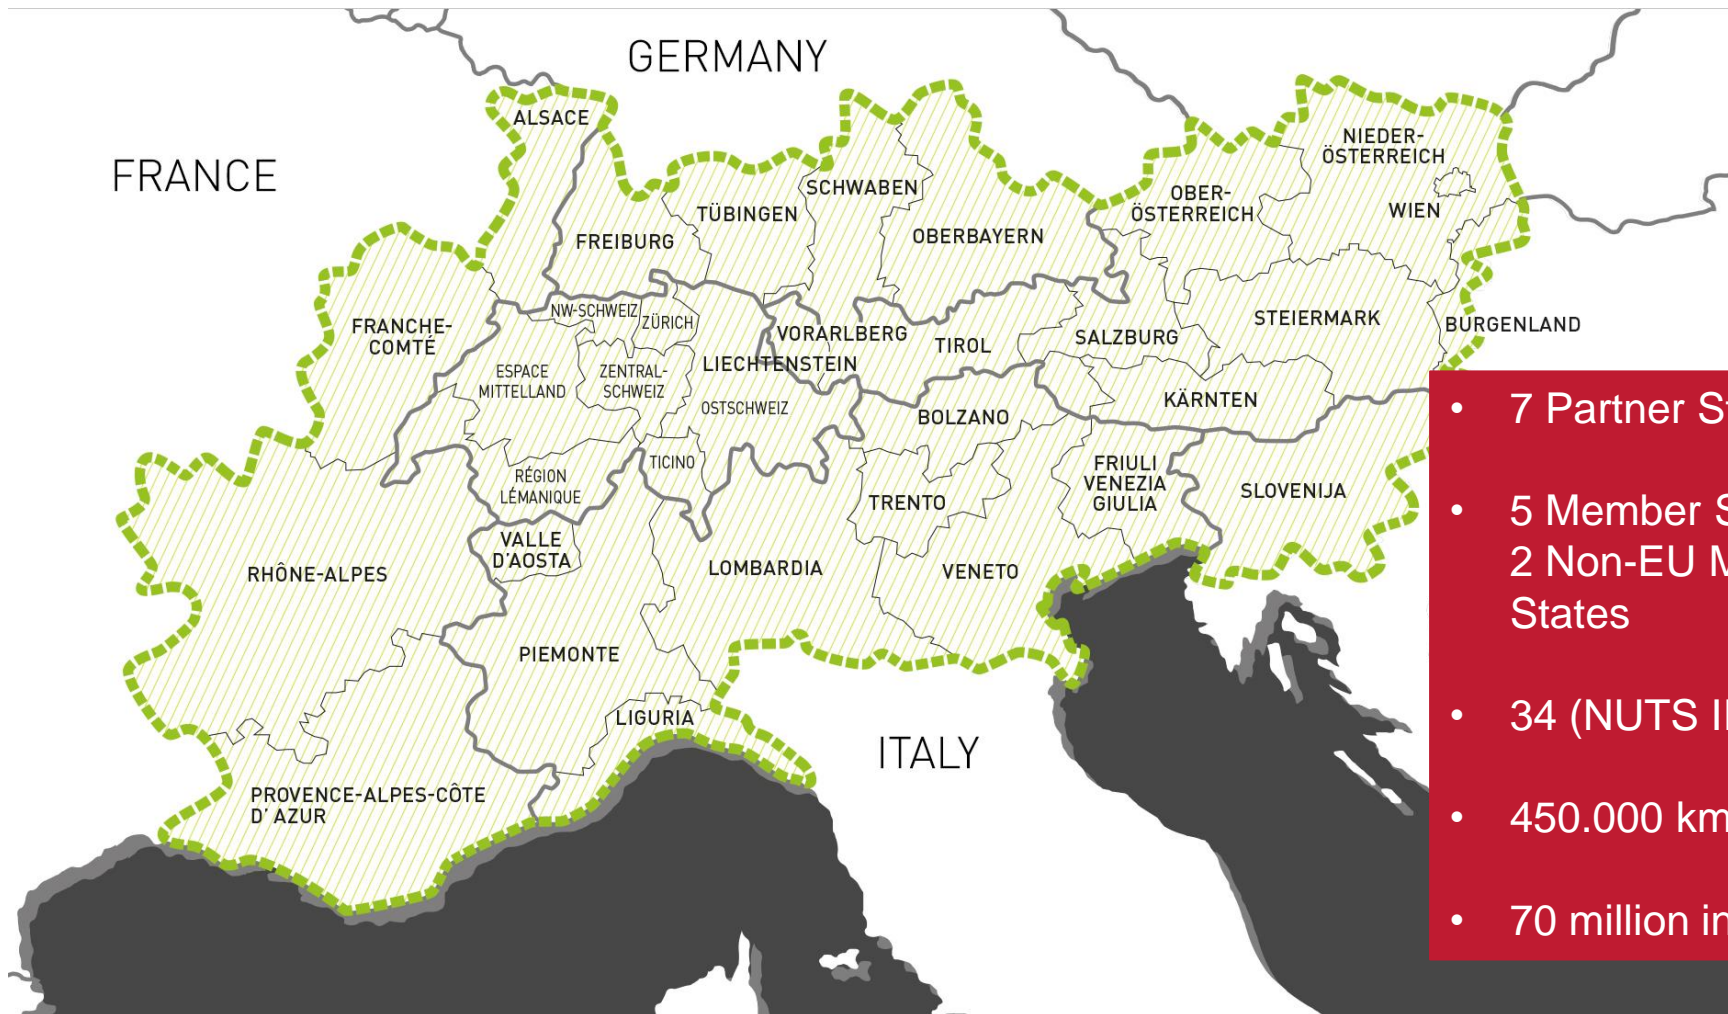 GERMANY
FRANCE
ALSACE
FREIBURG
TÜBINGEN
SCHWABEN
OBERBAYERN
OBER-
ÖSTERREICH
NIEDER-
ÖSTERREICH
WIEN
FRANCHE-
COMTÉ
NW-SCHWEIZ
ZÜRICH
VORARLBERG
TIROL
SALZBURG
STEIERMARK
BURGENLAND
ESPACE
MITTELLAND
ZENTRAL-
SCHWEIZ
LIECHTENSTEIN
OSTSCHWEIZ
BOLZANO
KÄRNTEN
RÉGION
LÉMANIQUE
TICINO
TRENTO
FRIULI
VENEZIA
GIULIA
SLOVENIJA
RHÔNE-ALPES
VALLE
D'AOSTA
LOMBARDIA
VENETO
PIEMONTE
LIGURIA
ITALY
PROVENCE-ALPES-CÔTE
D' AZUR
• 7 Partner
• 5 Member
2 Non-EU
States
• 34 (NUTS
• 450.000 km
• 70 million